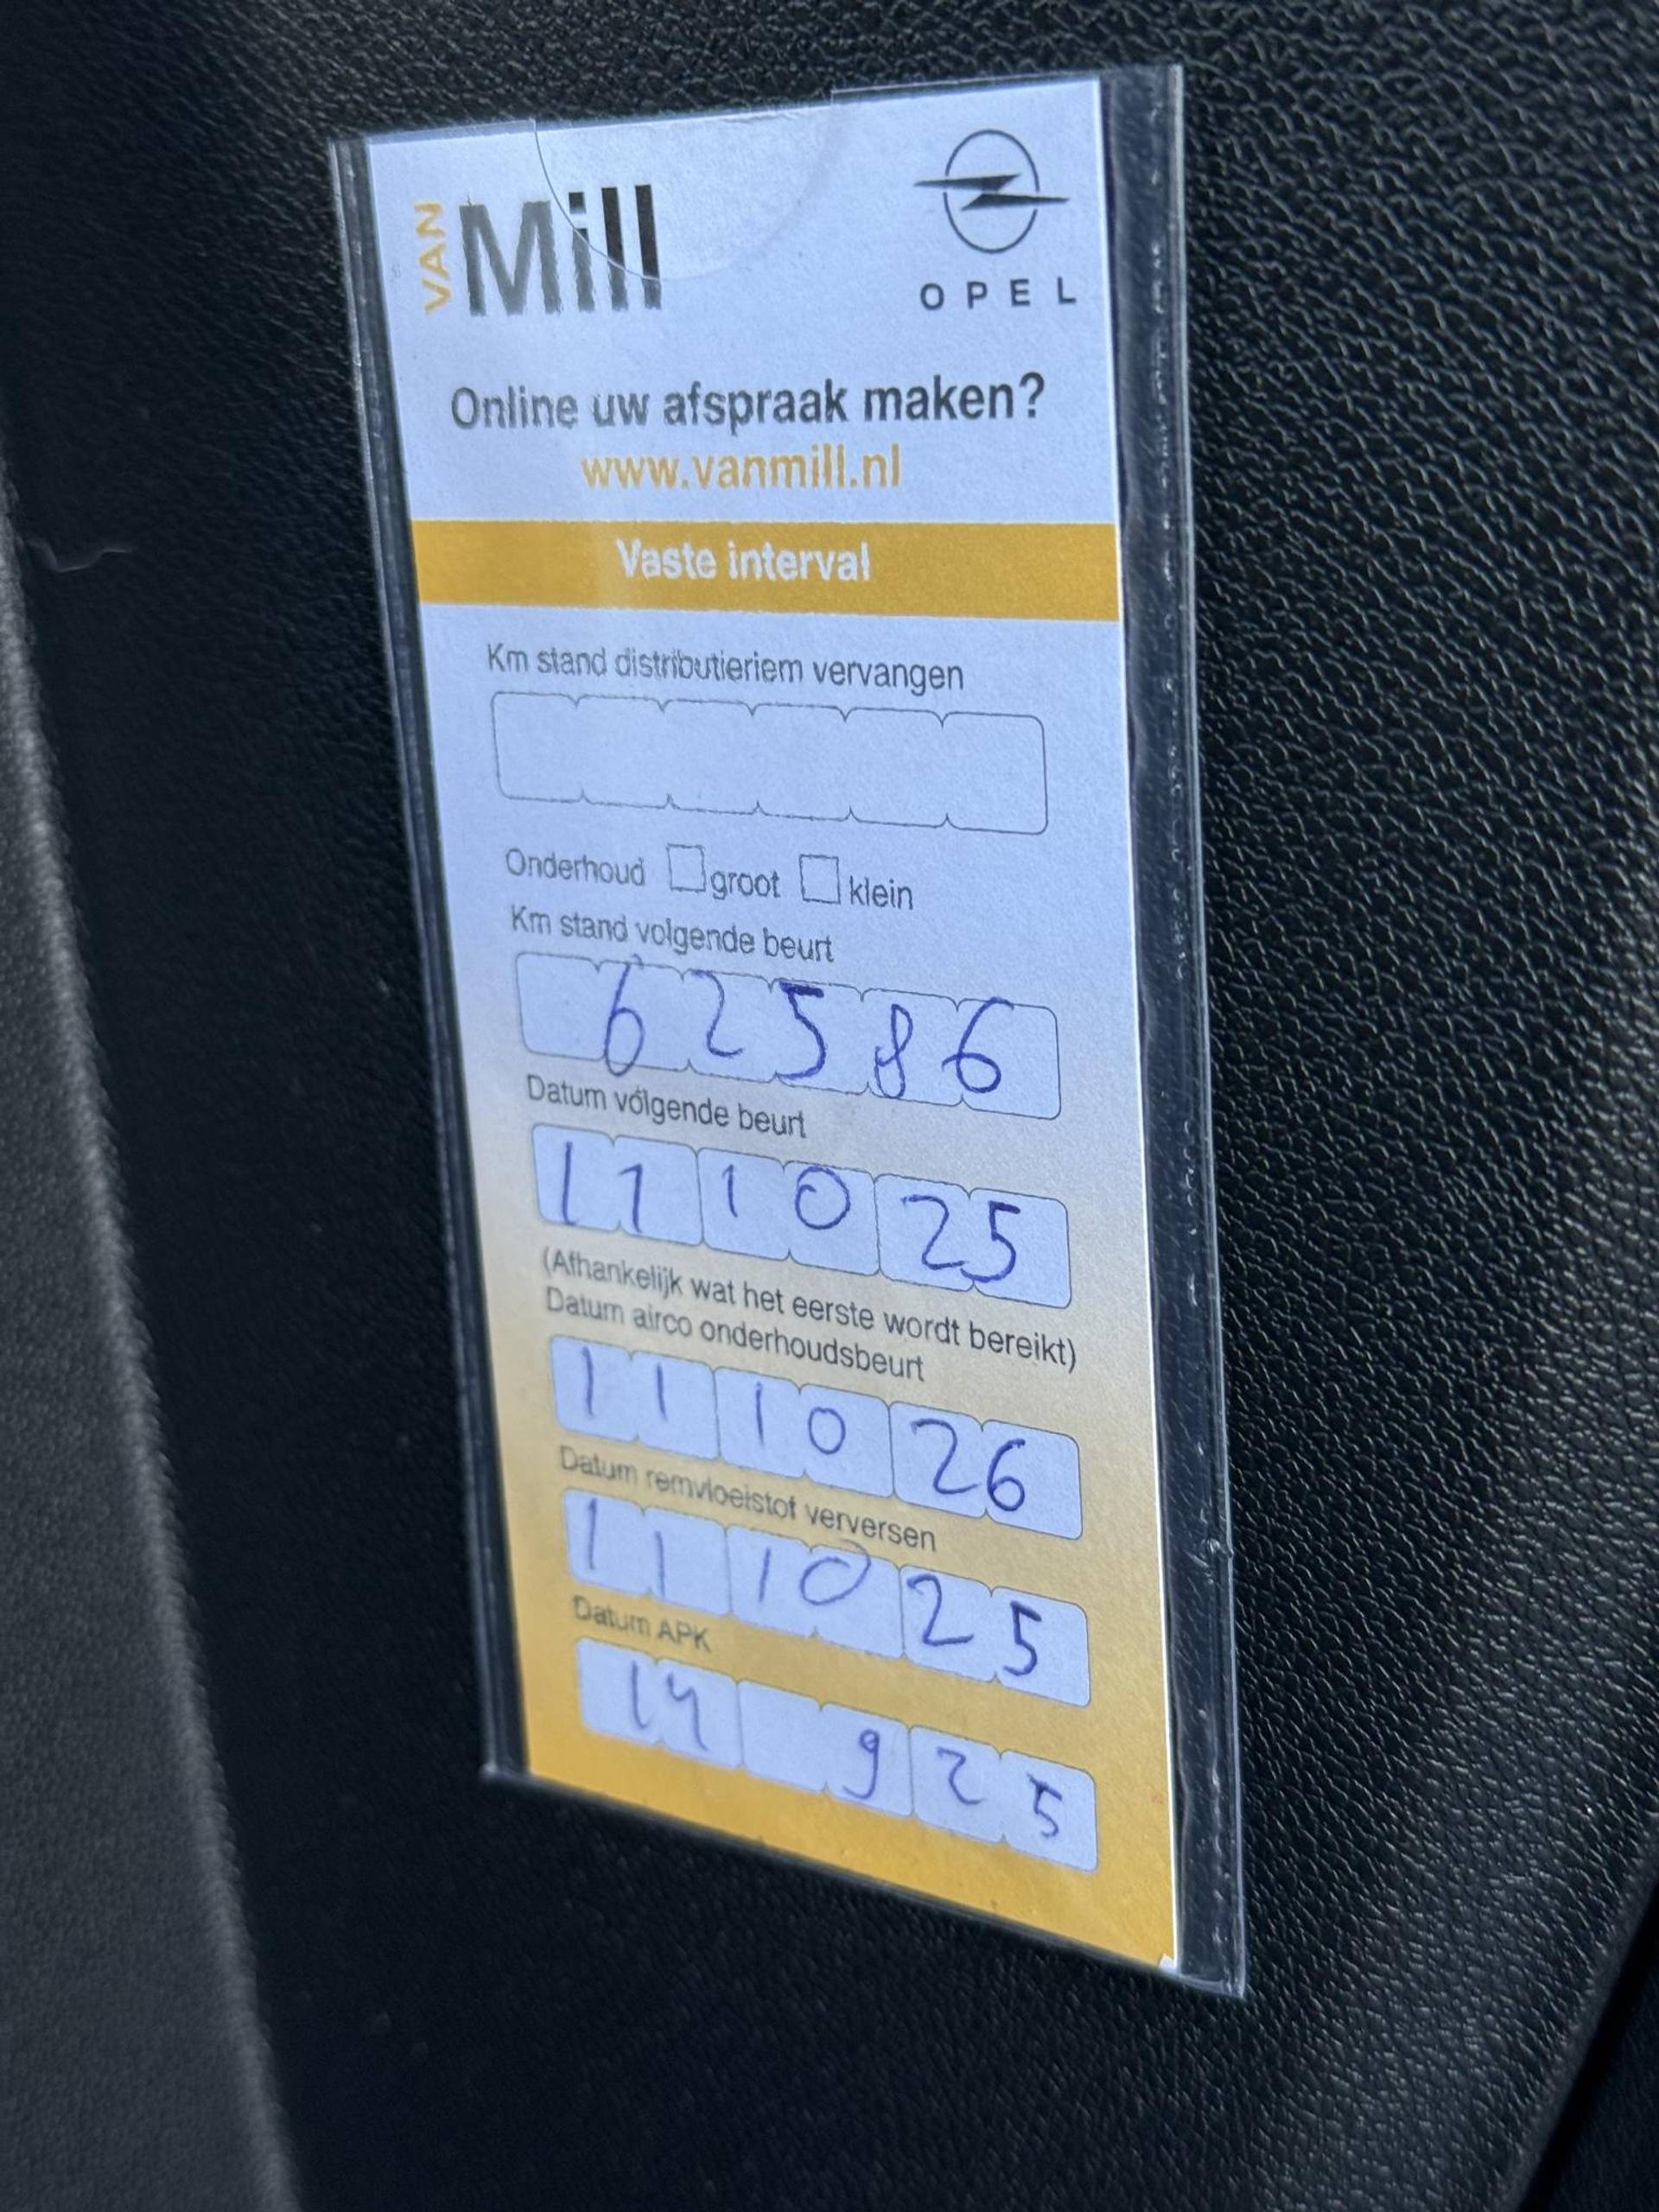 VAN Mill
OPEL
Online uw afspraak maken?
www.vanmill.nl
Vaste interval
Km stand distributieriem vervangen
Onderhoud groot klein
Km stand volgende beurt
62586
Datum volgende beurt
11 10 25
(Afhankelijk wat het eerste wordt bereikt)
Datum airco onderhoudsbeurt
11 10 26
Datum remvloeistof verversen
11 10 25
Datum APK
14 9 25